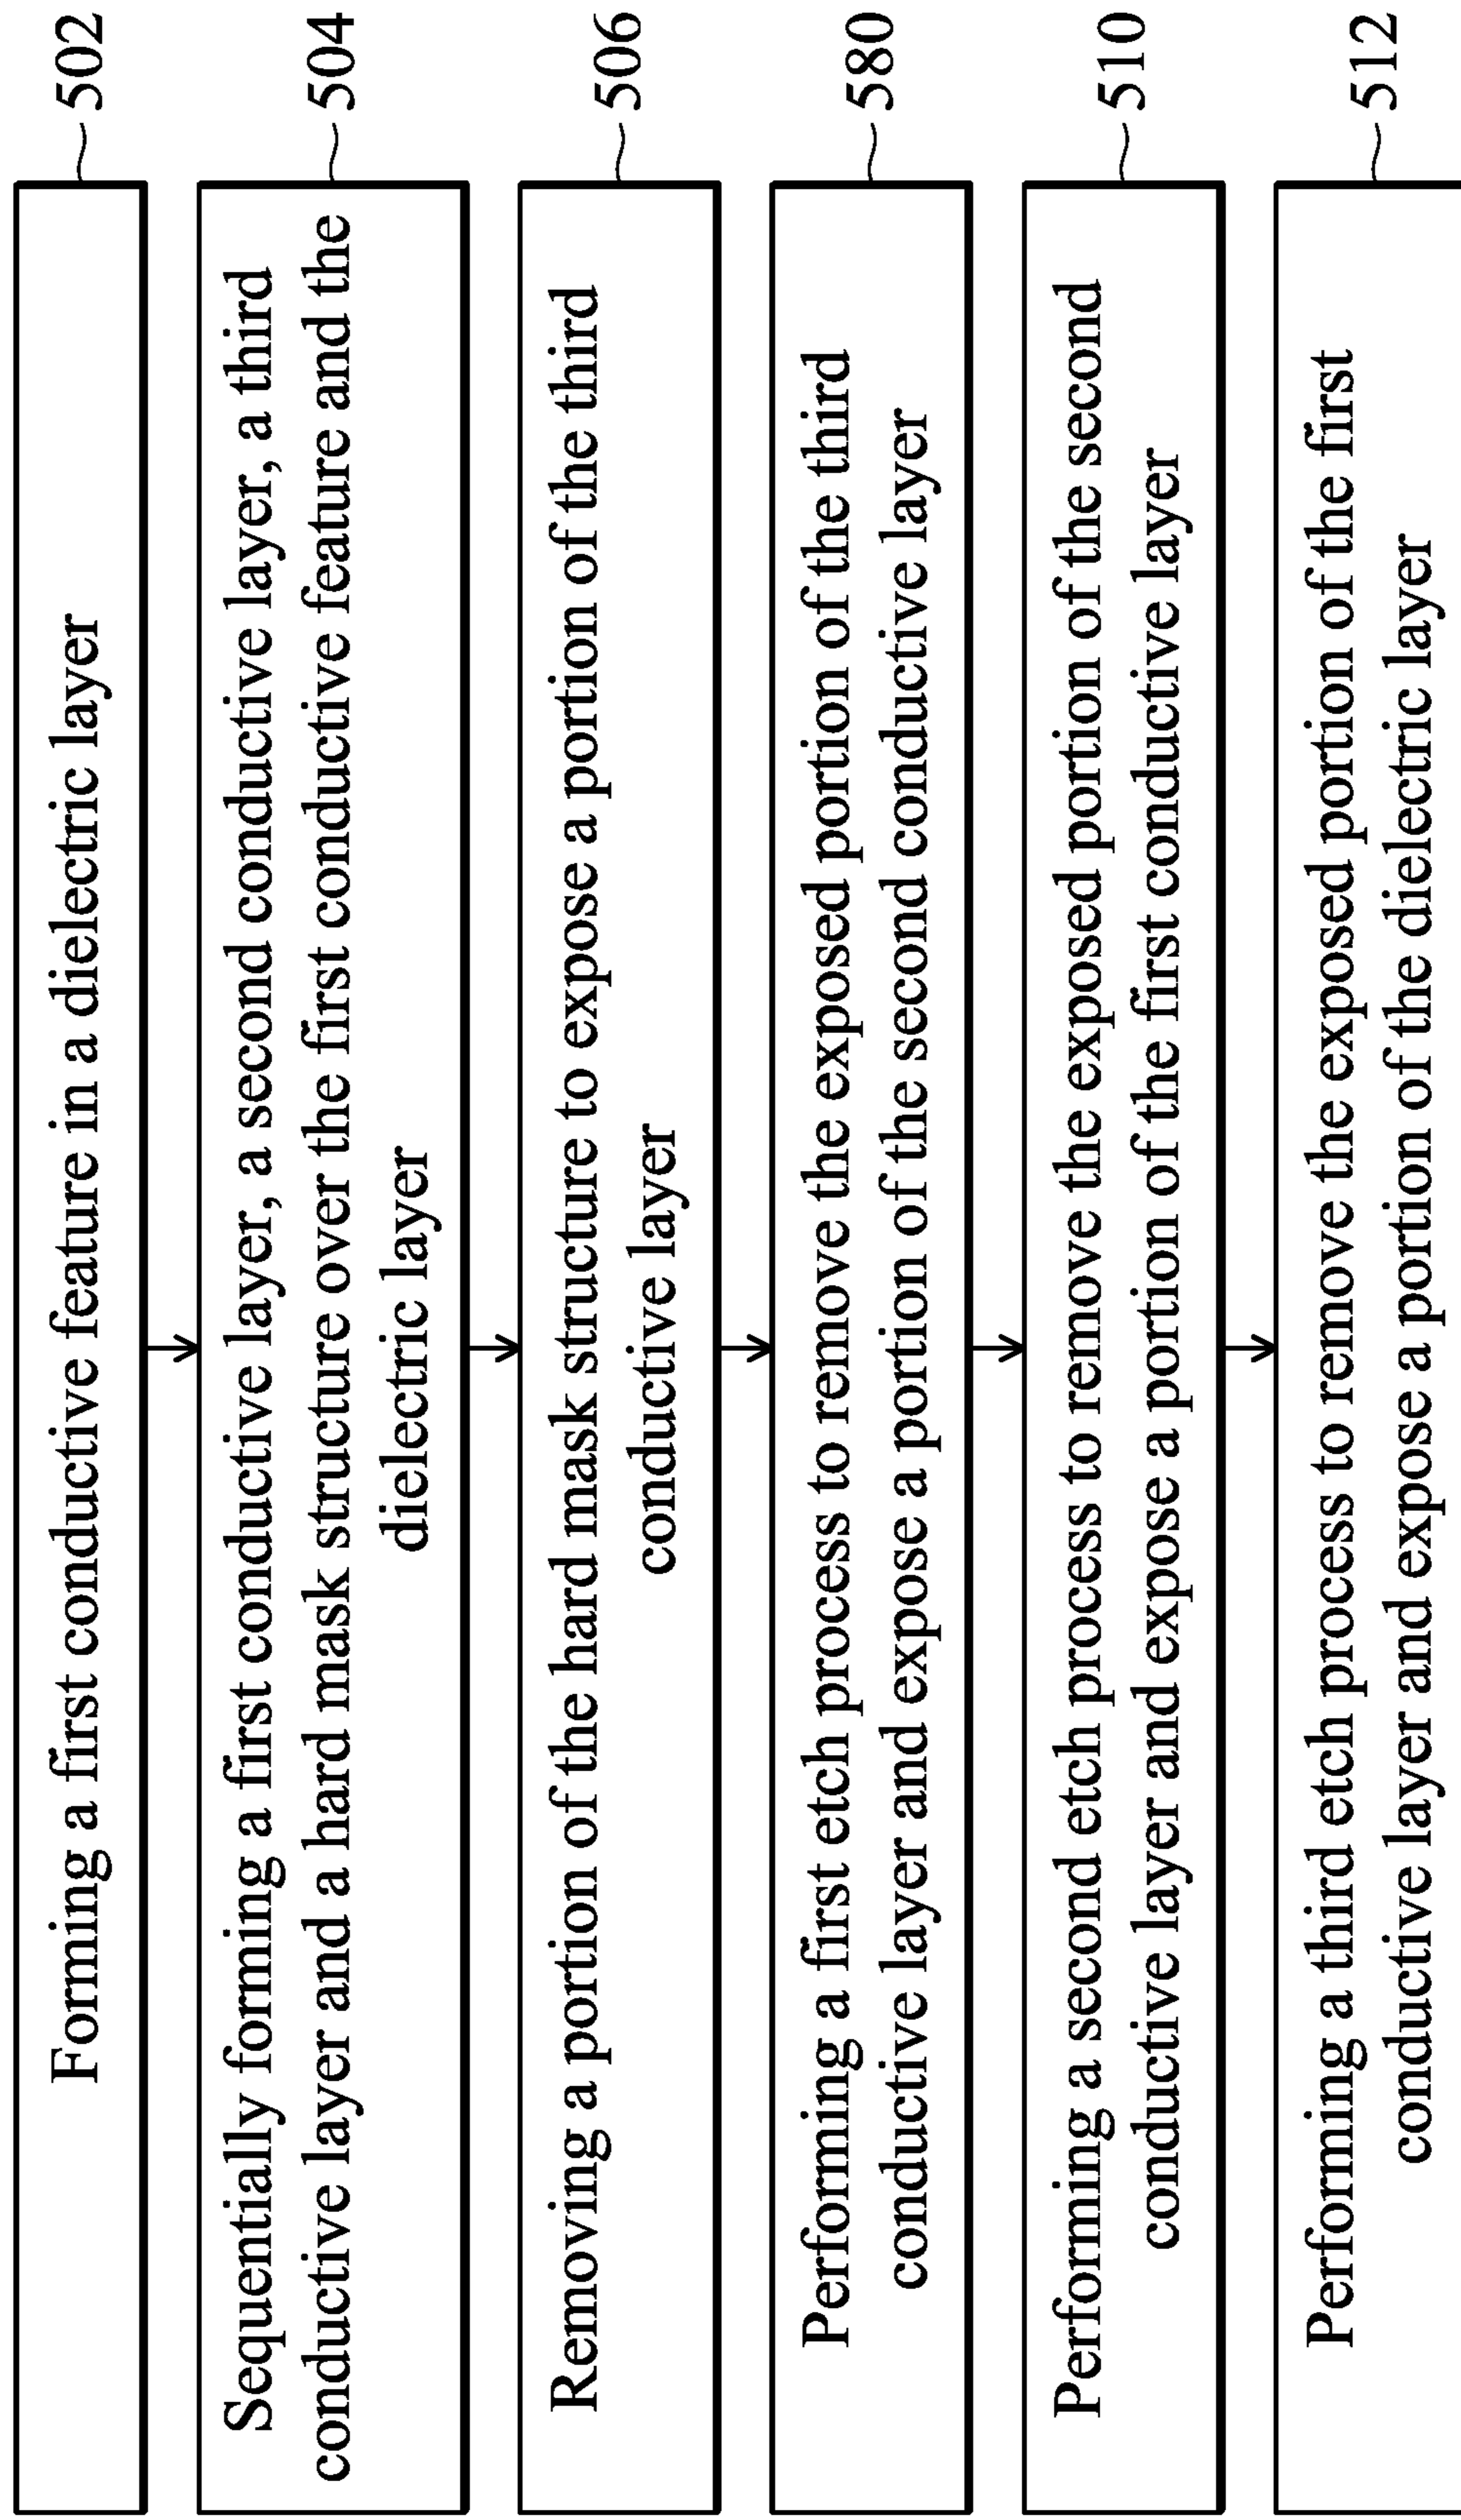 Forming a first conductive feature in a dielectric layer
502
Sequentially forming a first conductive layer, a second conductive layer, a third
conductive layer and a hard mask structure over the first conductive feature and the
dielectric layer
504
Removing a portion of the hard mask structure to expose a portion of the third
conductive layer
506
Performing a first etch process to remove the exposed portion of the third
conductive layer and expose a portion of the second conductive layer
580
Performing a second etch process to remove the exposed portion of the second
conductive layer and expose a portion of the first conductive layer
510
Performing a third etch process to remove the exposed portion of the first
conductive layer and expose a portion of the dielectric layer
512